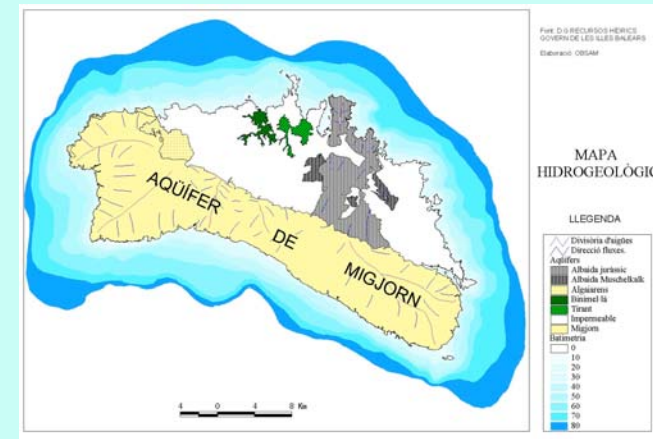 Font: D.G RECURSOS HÍDRICS
GOVERN DE LES ILLES BALEARS
Elaboració: OBSAM
MAPA
HIDROGEOLÒGIC
AQÜÍFER
DE
MIGJORN
LLEGENDA
Divisòria d'aigües
Direcció fluxes.
Aqüífers
Albaida juràssic
Albaida Muschelkalk
Algaiarens
Binimel·là
Tirant
Impermeable
Migjorn
Batimetria
0
10
20
30
40
50
60
70
80
4 0 4 8 Km